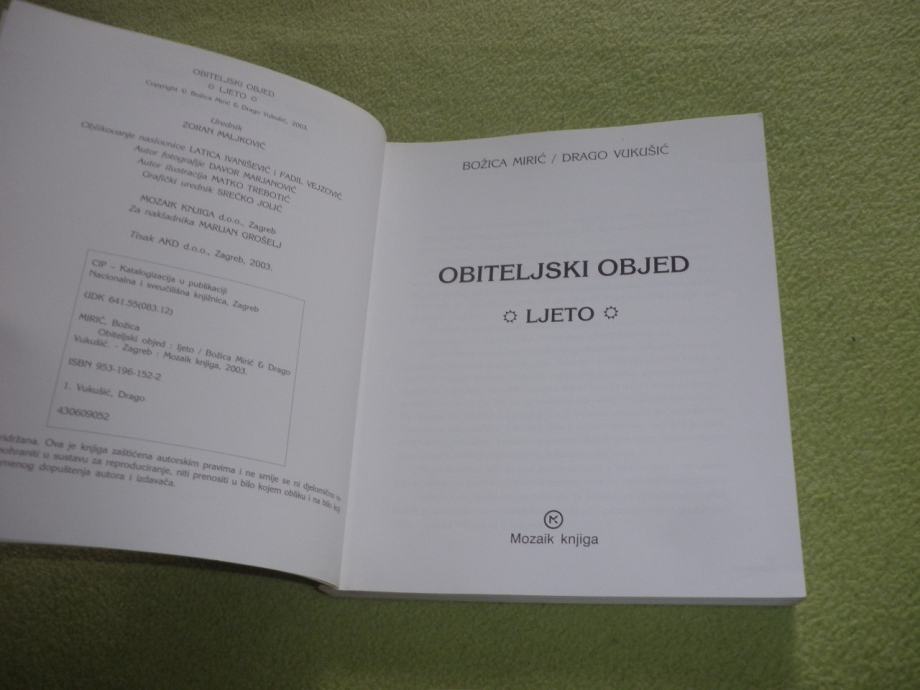 OBITELJSKI OBJED
☼ LJETO ☼
Copyright © Božica Mirić & Drago Vukušić, 2003.
Urednik
ZORAN MALJKOVIĆ
Oblikovanje naslovnice LATICA IVANIŠEVIĆ i FADIL VEJZOVIĆ
Autor fotografije DAVOR MARJANOVIĆ
Autor ilustracija MATKO TREBOTIĆ
Grafički urednik SREĆKO JOLIĆ
MOZAIK KNJIGA d.o.o., Zagreb
Za nakladnika MARIJAN GROŠELJ
Tisak AKD d.o.o., Zagreb, 2003.
CIP - Katalogizacija u publikaciji
Nacionalna i sveučilišna knjižnica, Zagreb
UDK 641.55(083.12)
MIRIĆ, Božica
Obiteljski objed : ljeto / Božica Mirić & Drago
Vukušić. - Zagreb : Mozaik knjiga, 2003.
ISBN 953-196-152-2
1. Vukušić, Drago
430609052
ridržana. Ova je knjiga zaštićena autorskim pravima i ne smije se ni djelomično
pohraniti u sustavu za reproduciranje, niti prenositi u bilo kojem obliku i na bilo koj
menog dopuštenja autora i izdavača.
BOŽICA MIRIĆ / DRAGO VUKUŠIĆ
OBITELJSKI OBJED
☼ LJETO ☼
Mozaik knjiga